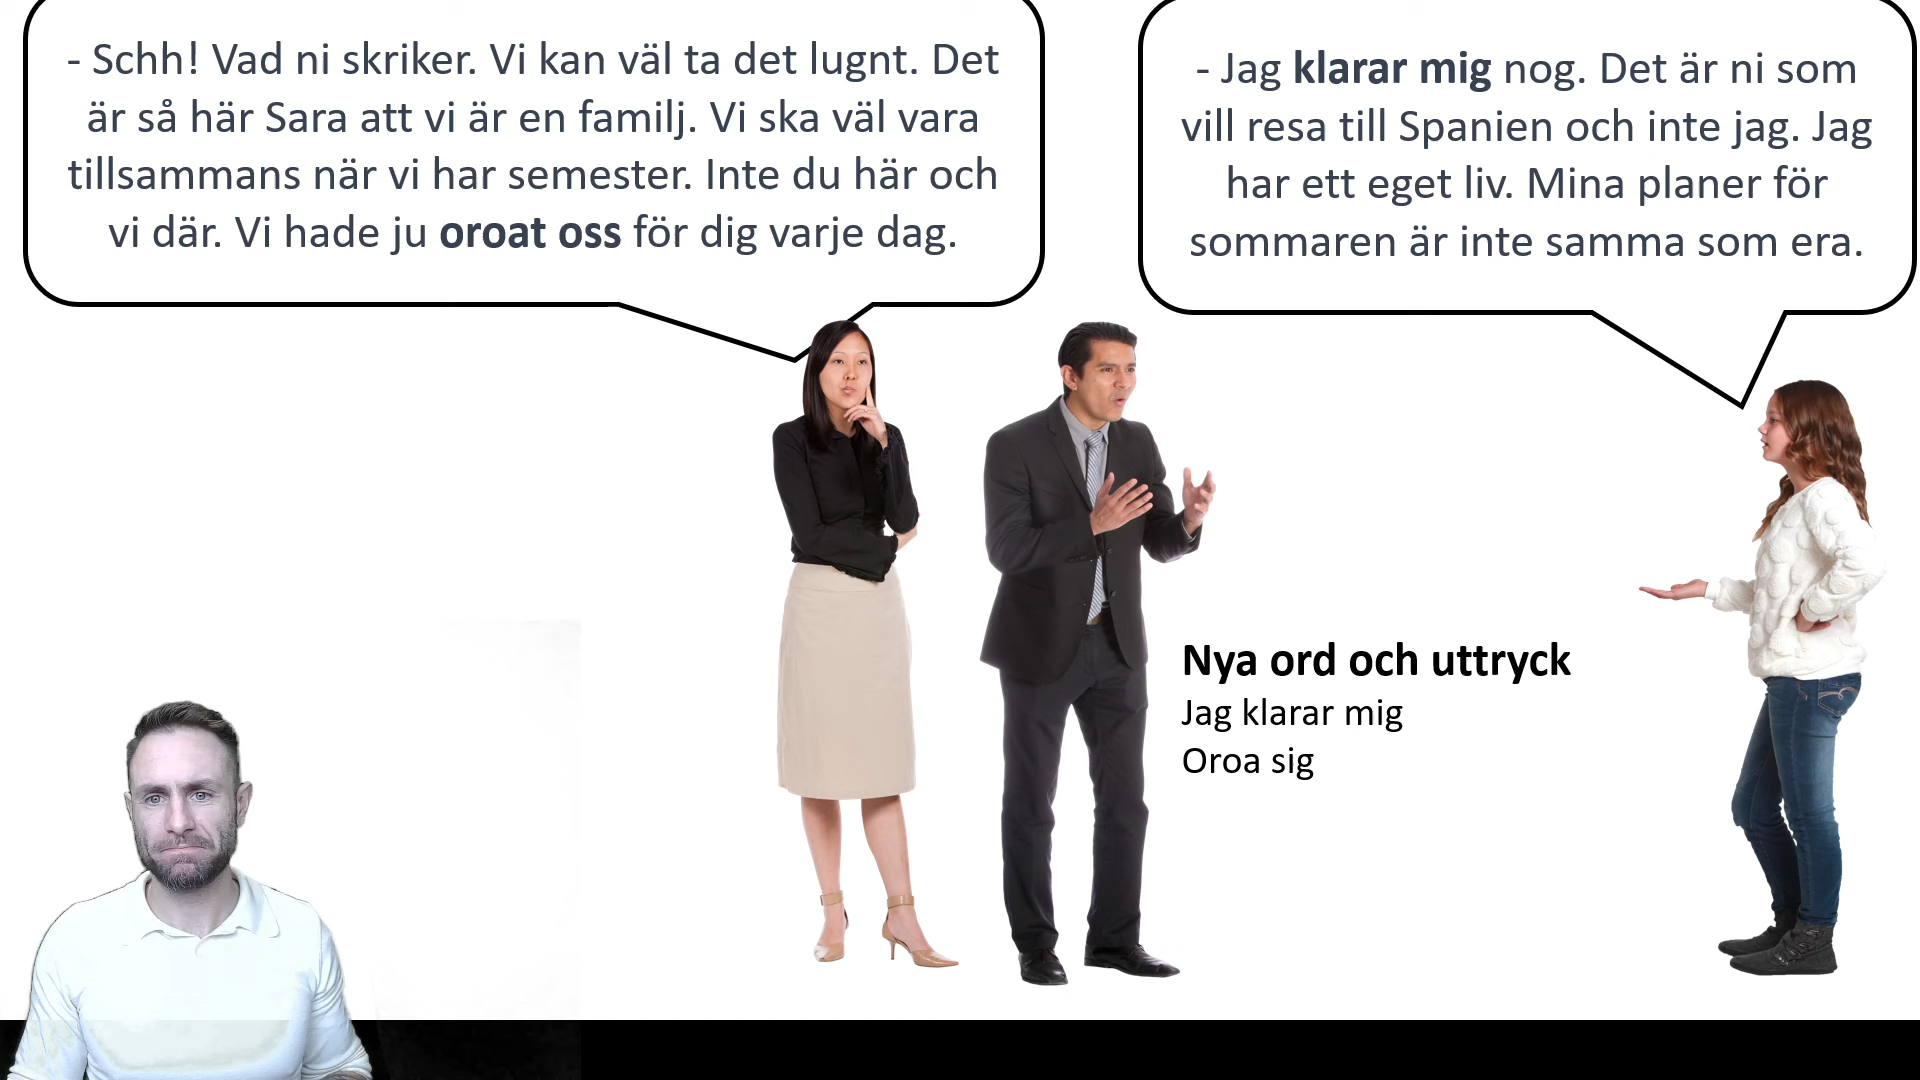 - Schh! Vad ni skriker. Vi kan väl ta det lugnt. Det
är så här Sara att vi är en familj. Vi ska väl vara
tillsammans när vi har semester. Inte du här och
vi där. Vi hade ju oroat oss för dig varje dag.
- Jag klarar mig nog. Det är ni som
vill resa till Spanien och inte jag. Jag
har ett eget liv. Mina planer för
sommaren är inte samma som era.
Nya ord och uttryck
Jag klarar mig
Oroa sig